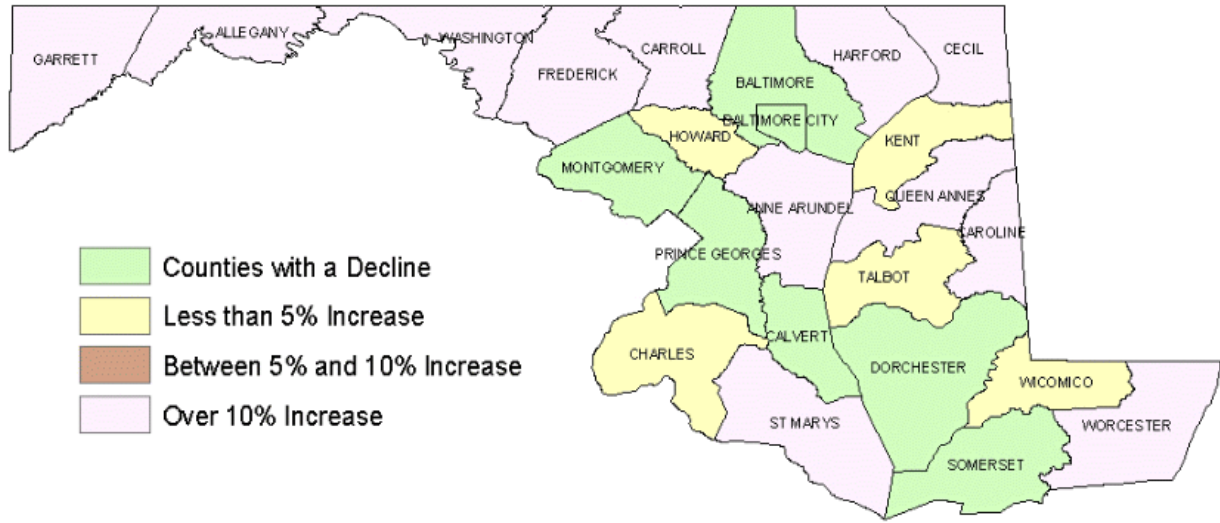 GARRETT
ALLEGANY
WASHINGTON
FREDERICK
CARROLL
BALTIMORE
HARFORD
CECIL
BALTIMORE CITY
HOWARD
KENT
MONTGOMERY
QUEEN ANNES
ANNE ARUNDEL
CAROLINE
PRINCE GEORGES
TALBOT
CALVERT
CHARLES
DORCHESTER
WICOMICO
ST MARYS
WORCESTER
SOMERSET
Counties with a Decline
Less than 5% Increase
Between 5% and 10% Increase
Over 10% Increase